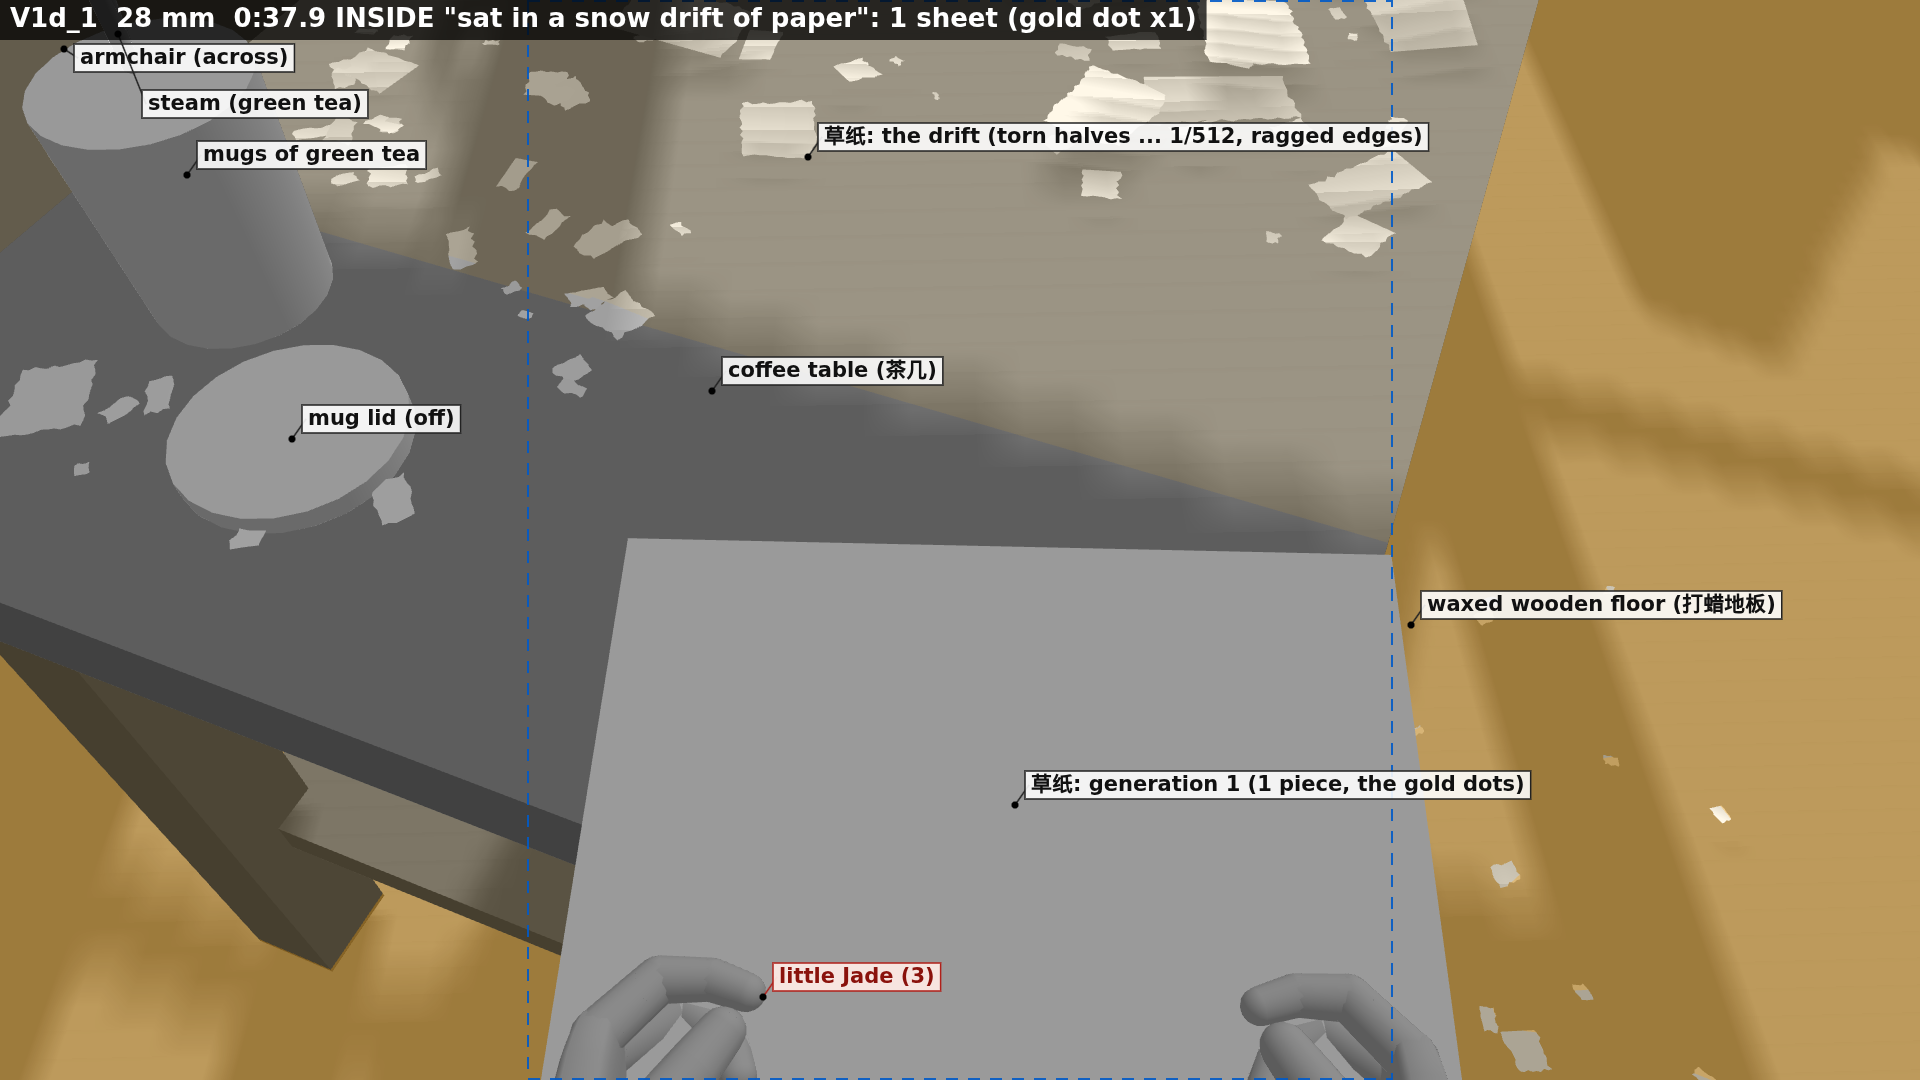 V1d_1  28 mm  0:37.9 INSIDE "sat in a snow drift of paper": 1 sheet (gold dot x1)
armchair (across)
steam (green tea)
草纸: the drift (torn halves ... 1/512, ragged edges)
mugs of green tea
coffee table (茶几)
mug lid (off)
waxed wooden floor (打蜡地板)
草纸: generation 1 (1 piece, the gold dots)
little Jade (3)